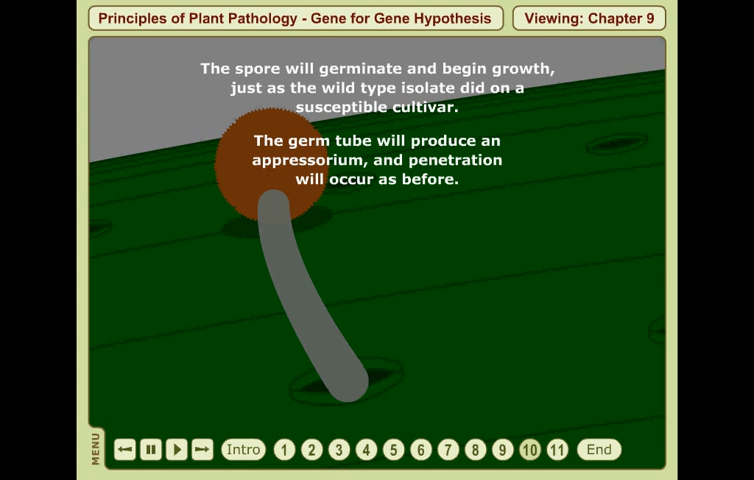 Principles of Plant Pathology - Gene for Gene Hypothesis
Viewing: Chapter 9
The spore will germinate and begin growth,
just as the wild type isolate did on a
susceptible cultivar.
The germ tube will produce an
appressorium, and penetration
will occur as before.
MENU
Intro 1 2 3 4 5 6 7 8 9 10 11 End